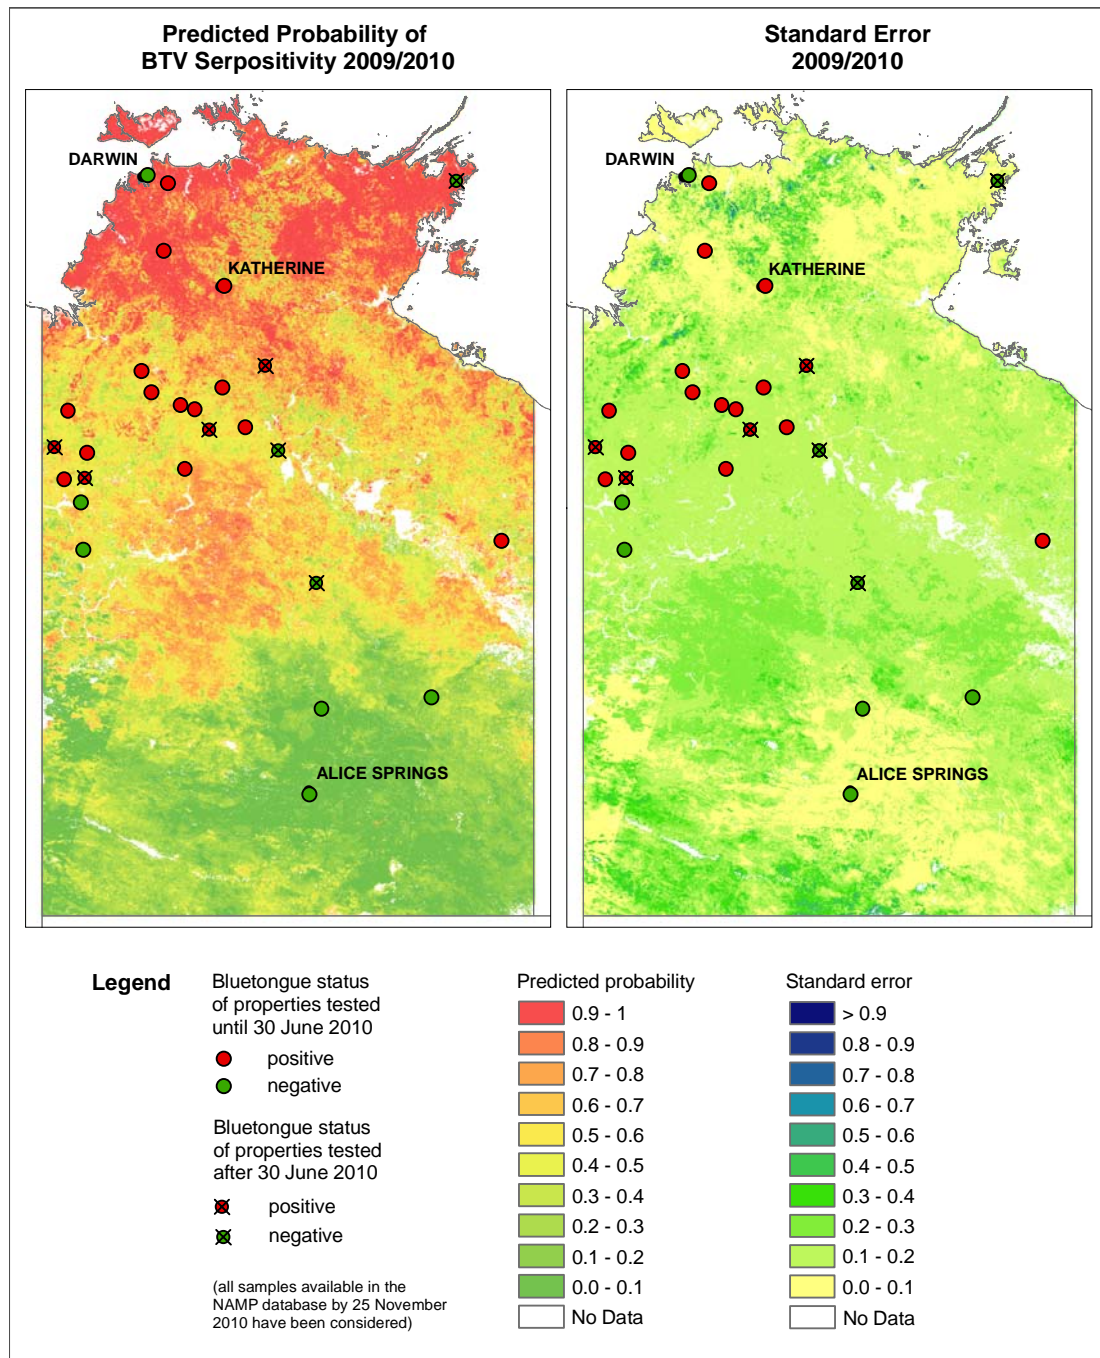 Predicted Probability of
BTV Serpositivity 2009/2010
Standard Error
2009/2010
DARWIN
KATHERINE
ALICE SPRINGS
DARWIN
KATHERINE
ALICE SPRINGS
Legend
Bluetongue status
of properties tested
until 30 June 2010
positive
negative
Bluetongue status
of properties tested
after 30 June 2010
positive
negative
(all samples available in the
NAMP database by 25 November
2010 have been considered)
Predicted probability
0.9 - 1
0.8 - 0.9
0.7 - 0.8
0.6 - 0.7
0.5 - 0.6
0.4 - 0.5
0.3 - 0.4
0.2 - 0.3
0.1 - 0.2
0.0 - 0.1
No Data
Standard error
> 0.9
0.8 - 0.9
0.7 - 0.8
0.6 - 0.7
0.5 - 0.6
0.4 - 0.5
0.3 - 0.4
0.2 - 0.3
0.1 - 0.2
0.0 - 0.1
No Data